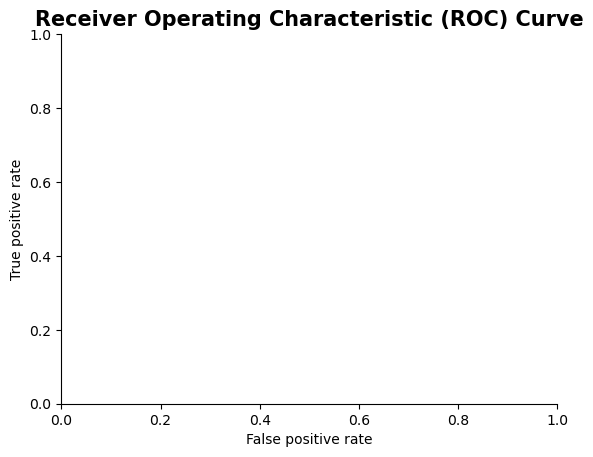 Receiver Operating Characteristic (ROC) Curve
1.0
0.8
0.6
0.4
0.2
0.0
True positive rate
0.0 0.2 0.4 0.6 0.8 1.0
False positive rate